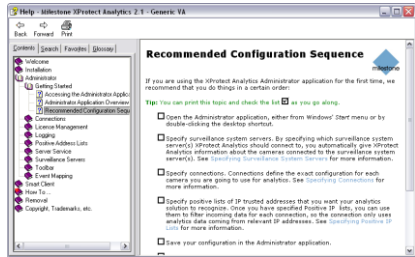 Help - Milestone XProtect Analytics 2.1 - Generic VA
Back Forward Print
Contents Search Favorites Glossary
Welcome
Installation
Administrator
Getting Started
Accessing the Administrator Applic
Administrator Application Overview
Recommended Configuration Sequ
Connections
License Management
Logging
Positive Address Lists
Server Service
Surveillance Servers
Toolbar
Event Mapping
Smart Client
How To ...
Removal
Copyright, Trademarks, etc.
Recommended Configuration Sequence
milestone
If you are using the XProtect Analytics Administrator application for the first time, we
recommend that you do things in a certain order:
Tip: You can print this topic and check the list as you go along.
Open the Administrator application, either from Windows' Start menu or by
double-clicking the desktop shortcut.
Specify surveillance system servers. By specifying which surveillance system
server(s) XProtect Analytics should connect to, you automatically give XProtect
Analytics information about the cameras connected to the surveillance system
server(s). See Specifying Surveillance System Servers for more information.
Specify connections. Connections define the exact configuration for each
camera you are going to use for analytics. See Specifying Connections for
more information.
Specify positive lists of IP trusted addresses that you want your analytics
solution to recognize. Once you have specified Positive IP lists, you can use
them to filter incoming data for each connection, so the connection only uses
analytics data coming from relevant IP addresses. See Specifying Positive IP
Lists for more information.
Save your configuration in the Administrator application.